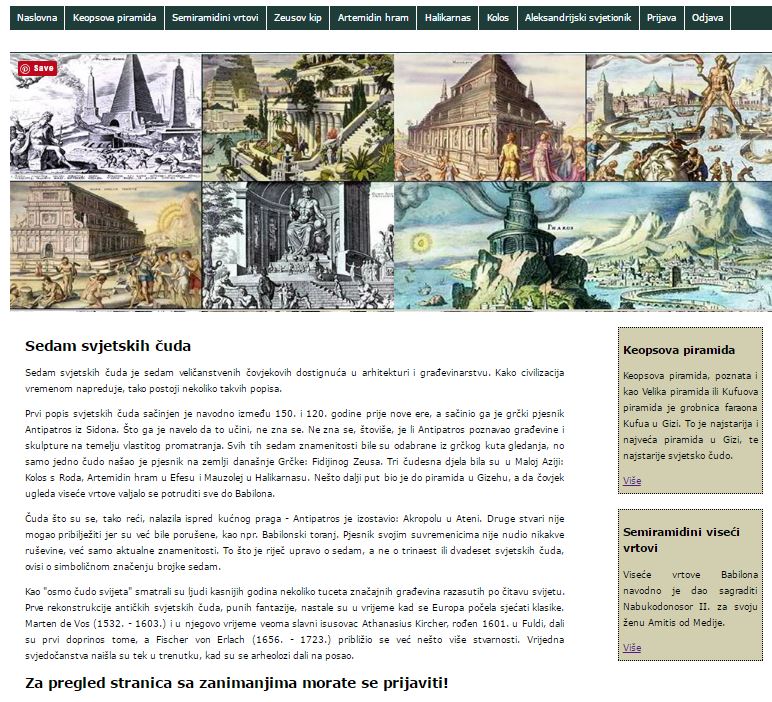 Naslovna Keopsova piramida Semiramidini vrtovi Zeusov kip Artemidin hram Halikarnas Kolos Aleksandrijski svjetionik Prijava Odjava
Save
PHAROS
Sedam svjetskih čuda
Sedam svjetskih čuda je sedam veličanstvenih čovjekovih dostignuća u arhitekturi i građevinarstvu. Kako civilizacija
vremenom napreduje, tako postoji nekoliko takvih popisa.
Prvi popis svjetskih čuda sačinjen je navodno između 150. i 120. godine prije nove ere, a sačinio ga je grčki pjesnik
Antipatros iz Sidona. Što ga je navelo da to učini, ne zna se. Ne zna se, štoviše, je li Antipatros poznavao građevine i
skulpture na temelju vlastitog promatranja. Svih tih sedam znamenitosti bile su odabrane iz grčkog kuta gledanja, no
samo jedno čudo našao je pjesnik na zemlji današnje Grčke: Fidijinog Zeusa. Tri čudesna djela bila su u Maloj Aziji:
Kolos s Roda, Artemidin hram u Efesu i Mauzolej u Halikarnasu. Nešto dalji put bio je do piramida u Gizehu, a da čovjek
ugleda viseće vrtove valjalo se potruditi sve do Babilona.
Čuda što su se, tako reći, nalazila ispred kućnog praga - Antipatros je izostavio: Akropolu u Ateni. Druge stvari nije
mogao pribilježiti jer su već bile porušene, kao npr. Babilonski toranj. Pjesnik svojim suvremenicima nije nudio nikakve
ruševine, već samo aktualne znamenitosti. To što je riječ upravo o sedam, a ne o trinaest ili dvadeset svjetskih čuda,
ovisi o simboličnom značenju brojke sedam.
Kao "osmo čudo svijeta" smatrali su ljudi kasnijih godina nekoliko tuceta značajnih građevina razasutih po čitavu svijetu.
Prve rekonstrukcije antičkih svjetskih čuda, punih fantazije, nastale su u vrijeme kad se Europa počela sjećati klasike.
Marten de Vos (1532. - 1603.) i u njegovo vrijeme veoma slavni isusovac Athanasius Kircher, rođen 1601. u Fuldi, dali
su prvi doprinos tome, a Fischer von Erlach (1656. - 1723.) približio se već nešto više stvarnosti. Vrijedna
svjedočanstva naišla su tek u trenutku, kad su se arheolozi dali na posao.
Za pregled stranica sa zanimanjima morate se prijaviti!
Keopsova piramida
Keopsova piramida, poznata i
kao Velika piramida ili Kufuova
piramida je grobnica faraona
Kufua u Gizi. To je najstarija i
najveća piramida u Gizi, te
najstarije svjetsko čudo.
Više
Semiramidini viseći
vrtovi
Viseće vrtove Babilona
navodno je dao sagraditi
Nabukodonosor II. za svoju
ženu Amitis od Medije.
Više